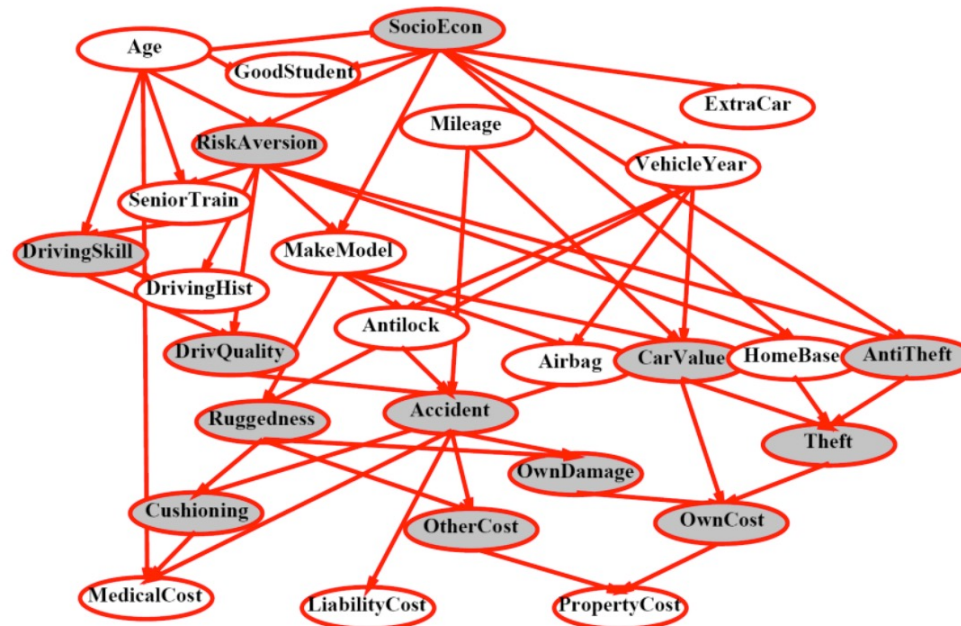 SocioEcon
Age
GoodStudent
ExtraCar
Mileage
RiskAversion
VehicleYear
SeniorTrain
DrivingSkill
MakeModel
DrivingHist
Antilock
DrivQuality
Airbag
CarValue
HomeBase
AntiTheft
Ruggedness
Accident
Theft
OwnDamage
Cushioning
OtherCost
OwnCost
MedicalCost
LiabilityCost
PropertyCost